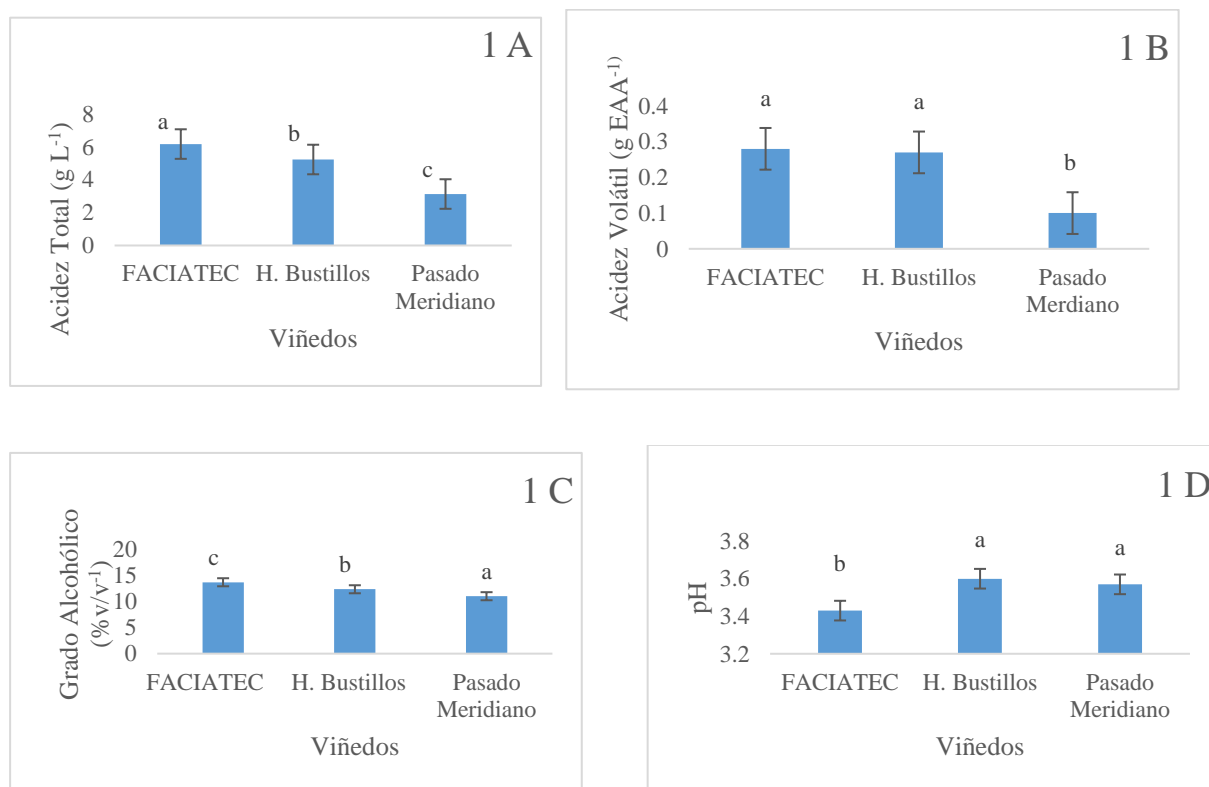 1 A
Acidez Total (g L-1)
8
6
4
2
0
a
b
c
FACIATEC H. Bustillos Pasado
Meridiano
Viñedos
1 B
Acidez Volátil (g EAA-1)
0.4
0.3
0.2
0.1
0
a
a
b
FACIATEC H. Bustillos Pasado
Merdiano
Viñedos
1 C
Grado Alcohólico
(%v/v-1)
20
15
10
5
0
c
b
a
FACIATEC H. Bustillos Pasado
Meridiano
Viñedos
1 D
pH
3.8
3.6
3.4
3.2
b
a
a
FACIATEC H. Bustillos Pasado
Meridiano
Viñedos